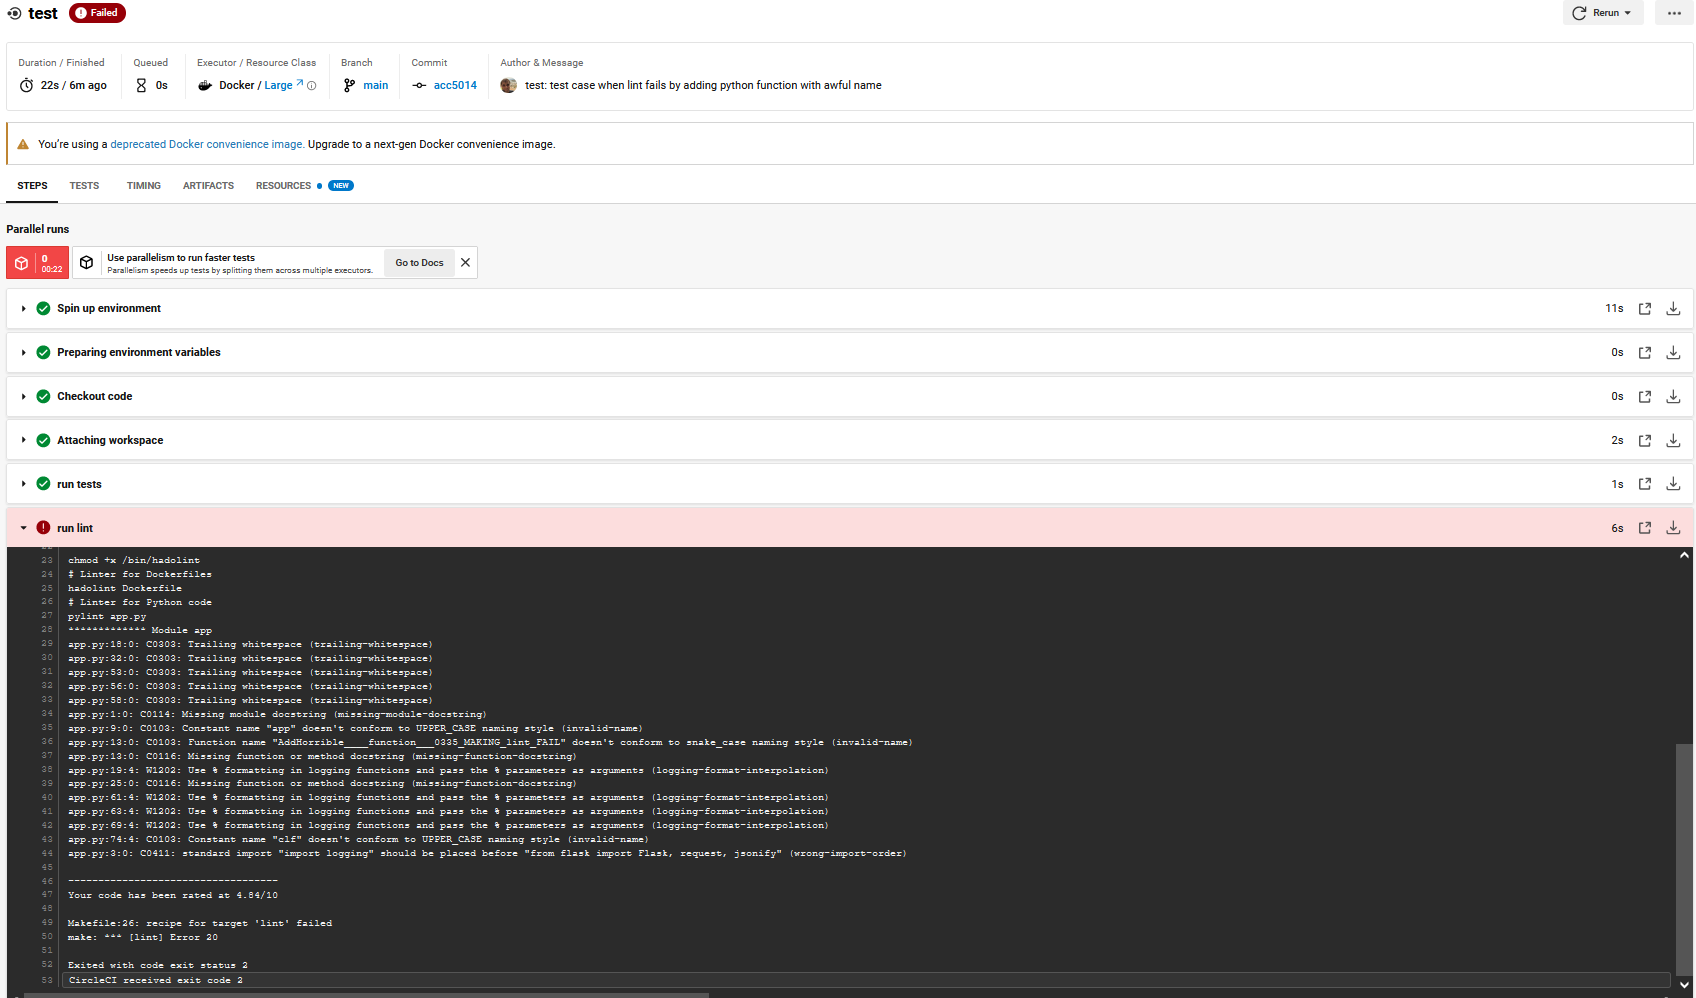 test Failed Rerun
Duration / Finished Queued Executor / Resource Class Branch Commit Author & Message
22s / 6m ago 0s Docker / Large main acc5014 test: test case when lint fails by adding python function with awful name
You're using a deprecated Docker convenience image. Upgrade to a next-gen Docker convenience image.
STEPS TESTS TIMING ARTIFACTS RESOURCES NEW
Parallel runs
0
00:22
Use parallelism to run faster tests
Parallelism speeds up tests by splitting them across multiple executors.
Go to Docs
Spin up environment 11s
Preparing environment variables 0s
Checkout code 0s
Attaching workspace 2s
run tests 1s
run lint 6s
23 chmod +x /bin/hadolint
24 # Linter for Dockerfiles
25 hadolint Dockerfile
26 # Linter for Python code
27 pylint app.py
28 ************* Module app
29 app.py:18:0: C0303: Trailing whitespace (trailing-whitespace)
30 app.py:32:0: C0303: Trailing whitespace (trailing-whitespace)
31 app.py:53:0: C0303: Trailing whitespace (trailing-whitespace)
32 app.py:56:0: C0303: Trailing whitespace (trailing-whitespace)
33 app.py:58:0: C0303: Trailing whitespace (trailing-whitespace)
34 app.py:1:0: C0114: Missing module docstring (missing-module-docstring)
35 app.py:9:0: C0103: Constant name "app" doesn't conform to UPPER_CASE naming style (invalid-name)
36 app.py:13:0: C0103: Function name "AddHorrible____function___0335_MAKING_lint_FAIL" doesn't conform to snake_case naming style (invalid-name)
37 app.py:13:0: C0116: Missing function or method docstring (missing-function-docstring)
38 app.py:19:4: W1202: Use % formatting in logging functions and pass the % parameters as arguments (logging-format-interpolation)
39 app.py:25:0: C0116: Missing function or method docstring (missing-function-docstring)
40 app.py:61:4: W1202: Use % formatting in logging functions and pass the % parameters as arguments (logging-format-interpolation)
41 app.py:63:4: W1202: Use % formatting in logging functions and pass the % parameters as arguments (logging-format-interpolation)
42 app.py:69:4: W1202: Use % formatting in logging functions and pass the % parameters as arguments (logging-format-interpolation)
43 app.py:74:4: C0103: Constant name "clf" doesn't conform to UPPER_CASE naming style (invalid-name)
44 app.py:3:0: C0411: standard import "import logging" should be placed before "from flask import Flask, request, jsonify" (wrong-import-order)
45
46 -----------------------------------
47 Your code has been rated at 4.84/10
48
49 Makefile:26: recipe for target 'lint' failed
50 make: *** [lint] Error 20
51
52 Exited with code exit status 2
53 CircleCI received exit code 2